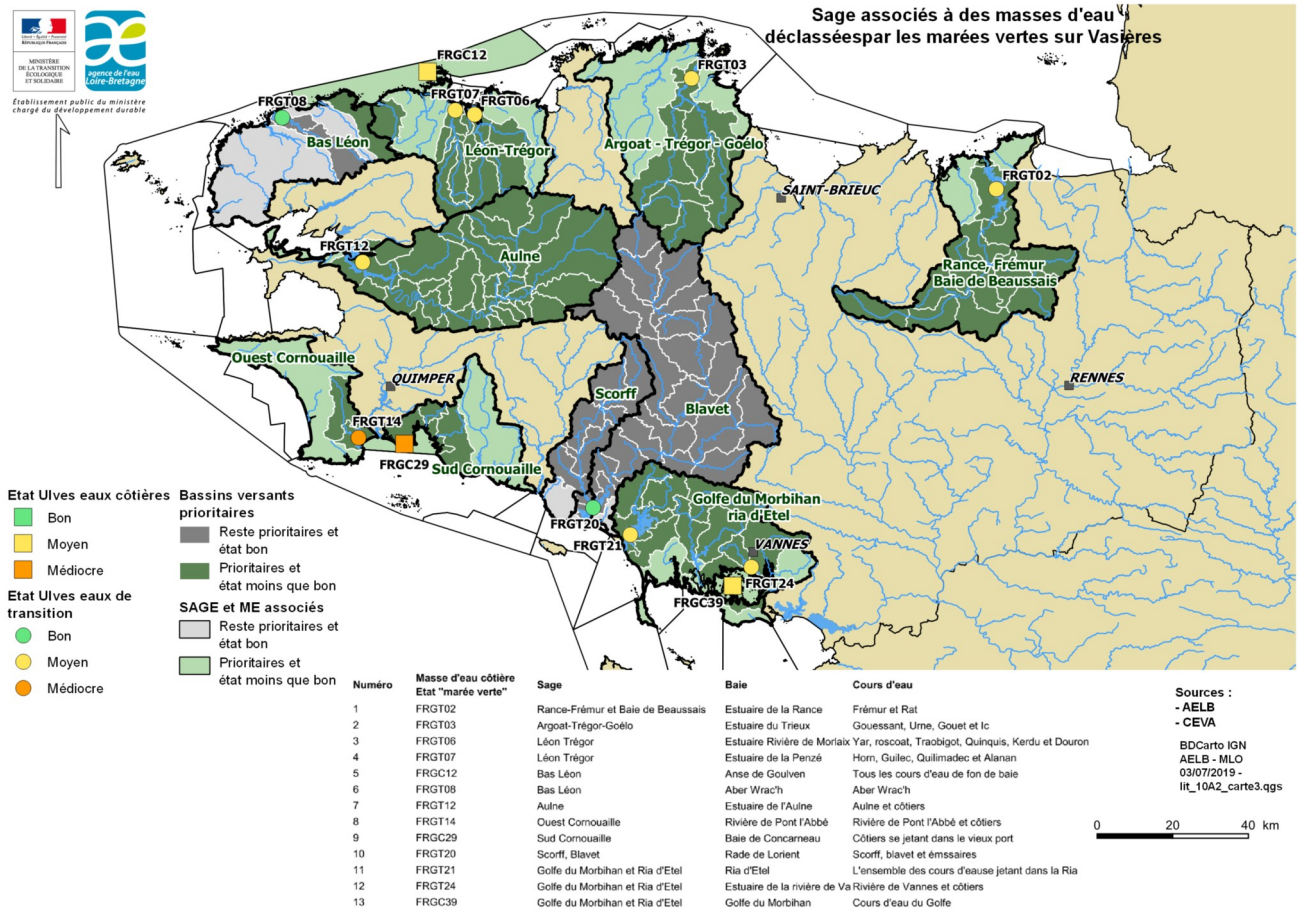 Sage associés à des masses d'eau
déclasséespar les marées vertes sur Vasières
RÉPUBLIQUE FRANÇAISE
MINISTÈRE
DE LA TRANSITION
ÉCOLOGIQUE
ET SOLIDAIRE
agence de l'eau
Loire-Bretagne
Établissement public du ministère
chargé du développement durable
FRGC12
FRGT03
FRGT08
FRGT07
FRGT06
Bas Léon
Léon-Trégor
Argoat - Trégor - Goélo
SAINT-BRIEUC
FRGT02
FRGT12
Aulne
Rance, Frémur
Baie de Beaussais
Ouest Cornouaille
QUIMPER
RENNES
Scorff
Blavet
FRGT14
FRGC29
Sud Cornouaille
Golfe du Morbihan
ria d'Etel
FRGT20
FRGT21
VANNES
FRGT24
FRGC39
Etat Ulves eaux côtières
Bon
Moyen
Médiocre
Etat Ulves eaux de
transition
Bon
Moyen
Médiocre
Bassins versants
prioritaires
Reste prioritaires et
état bon
Prioritaires et
état moins que bon
SAGE et ME associés
Reste prioritaires et
état bon
Prioritaires et
état moins que bon
Numéro Masse d'eau côtière Etat "marée verte" Sage Baie Cours d'eau
1 FRGT02 Rance-Frémur et Baie de Beaussais Estuaire de la Rance Frémur et Rat
2 FRGT03 Argoat-Trégor-Goélo Estuaire du Trieux Gouessant, Urne, Gouet et Ic
3 FRGT06 Léon Trégor Estuaire Rivière de Morlaix Yar, roscoat, Traobigot, Quinquis, Kerdu et Douron
4 FRGT07 Léon Trégor Estuaire de la Penzé Horn, Guilec, Quilimadec et Alanan
5 FRGC12 Bas Léon Anse de Goulven Tous les cours d'eau de fon de baie
6 FRGT08 Bas Léon Aber Wrac'h Aber Wrac'h
7 FRGT12 Aulne Estuaire de l'Aulne Aulne et côtiers
8 FRGT14 Ouest Cornouaille Rivière de Pont l'Abbé Rivière de Pont l'Abbé et côtiers
9 FRGC29 Sud Cornouaille Baie de Concarneau Côtiers se jetant dans le vieux port
10 FRGT20 Scorff, Blavet Rade de Lorient Scorff, blavet et émssaires
11 FRGT21 Golfe du Morbihan et Ria d'Etel Ria d'Etel L'ensemble des cours d'eause jetant dans la Ria
12 FRGT24 Golfe du Morbihan et Ria d'Etel Estuaire de la rivière de Va Rivière de Vannes et côtiers
13 FRGC39 Golfe du Morbihan et Ria d'Etel Golfe du Morbihan Cours d'eau du Golfe
Sources :
- AELB
- CEVA
BDCarto IGN
AELB - MLO
03/07/2019 -
lit_10A2_carte3.qgs
0 20 40 km